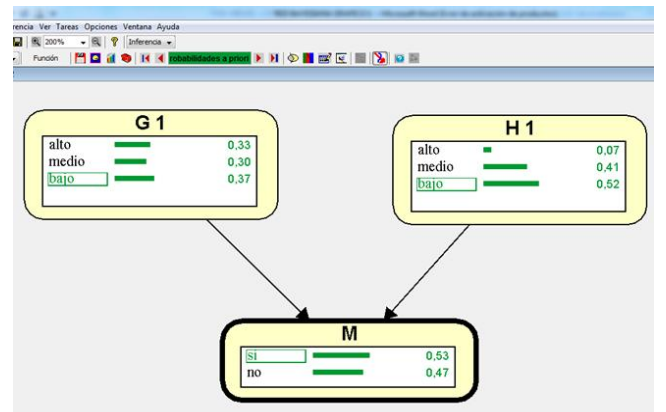 rencia Ver Tareas Opciones Ventana Ayuda
200% Inferencia
Función robabilidades a priori
G 1
alto 0,33
medio 0,30
bajo 0,37
H 1
alto 0,07
medio 0,41
bajo 0,52
M
si 0,53
no 0,47